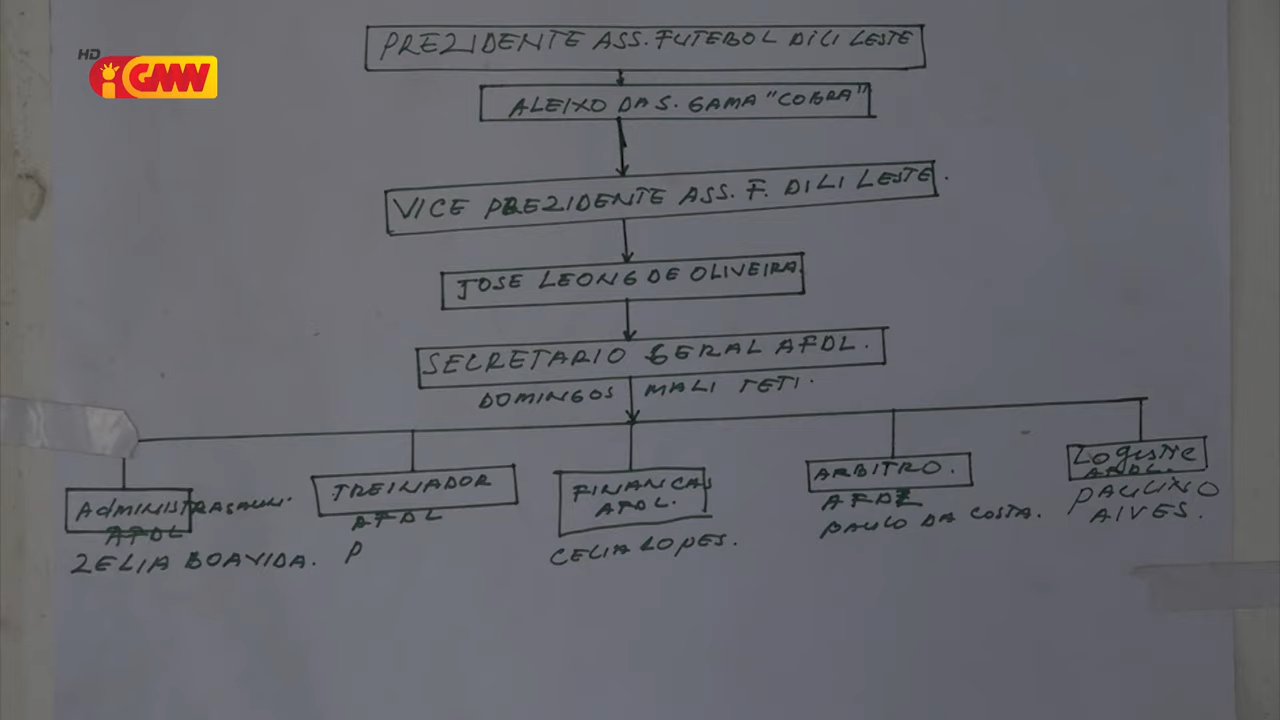 HD
GMW
PREZIDENTE ASS. FUTEBOL DILI LESTE
ALEIXO DA S. GAMA "COBRA"
VICE PREZIDENTE ASS. F. DILI LESTE.
JOSE LEONG DE OLIVEIRA
SECRETARIO GERAL AFDL.
DOMINGOS MALI TETI.
TREINADOR
AFDL
P
FINANCAS
AFDL.
CELIA LOPES.
ARBITRO.
AFDL
PAULO DA COSTA.
AFDL
ZELIA BOAVIDA.
Logistic
AFDL.
PAULINO
ALVES.